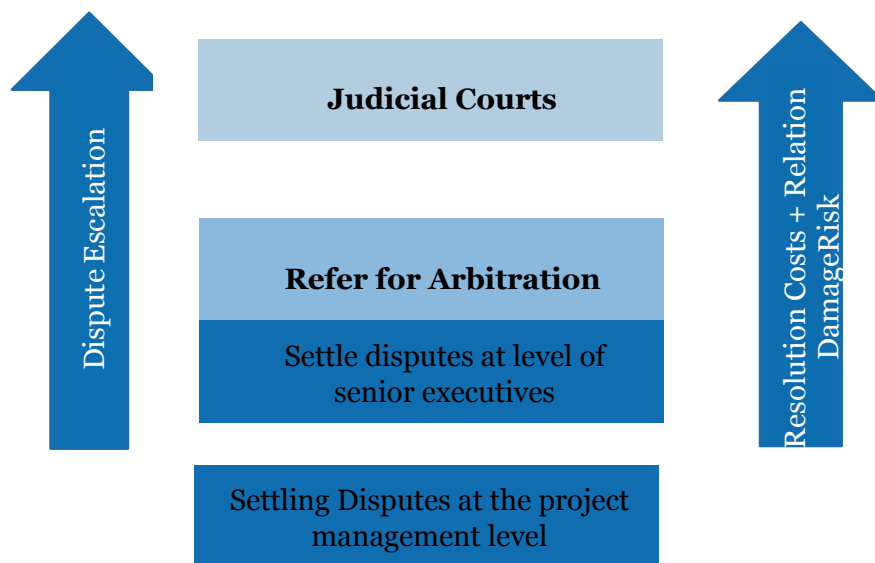 Dispute Escalation
Judicial Courts
Refer for Arbitration
Settle disputes at level of
senior executives
Settling Disputes at the project
management level
Resolution Costs + Relation
DamageRisk